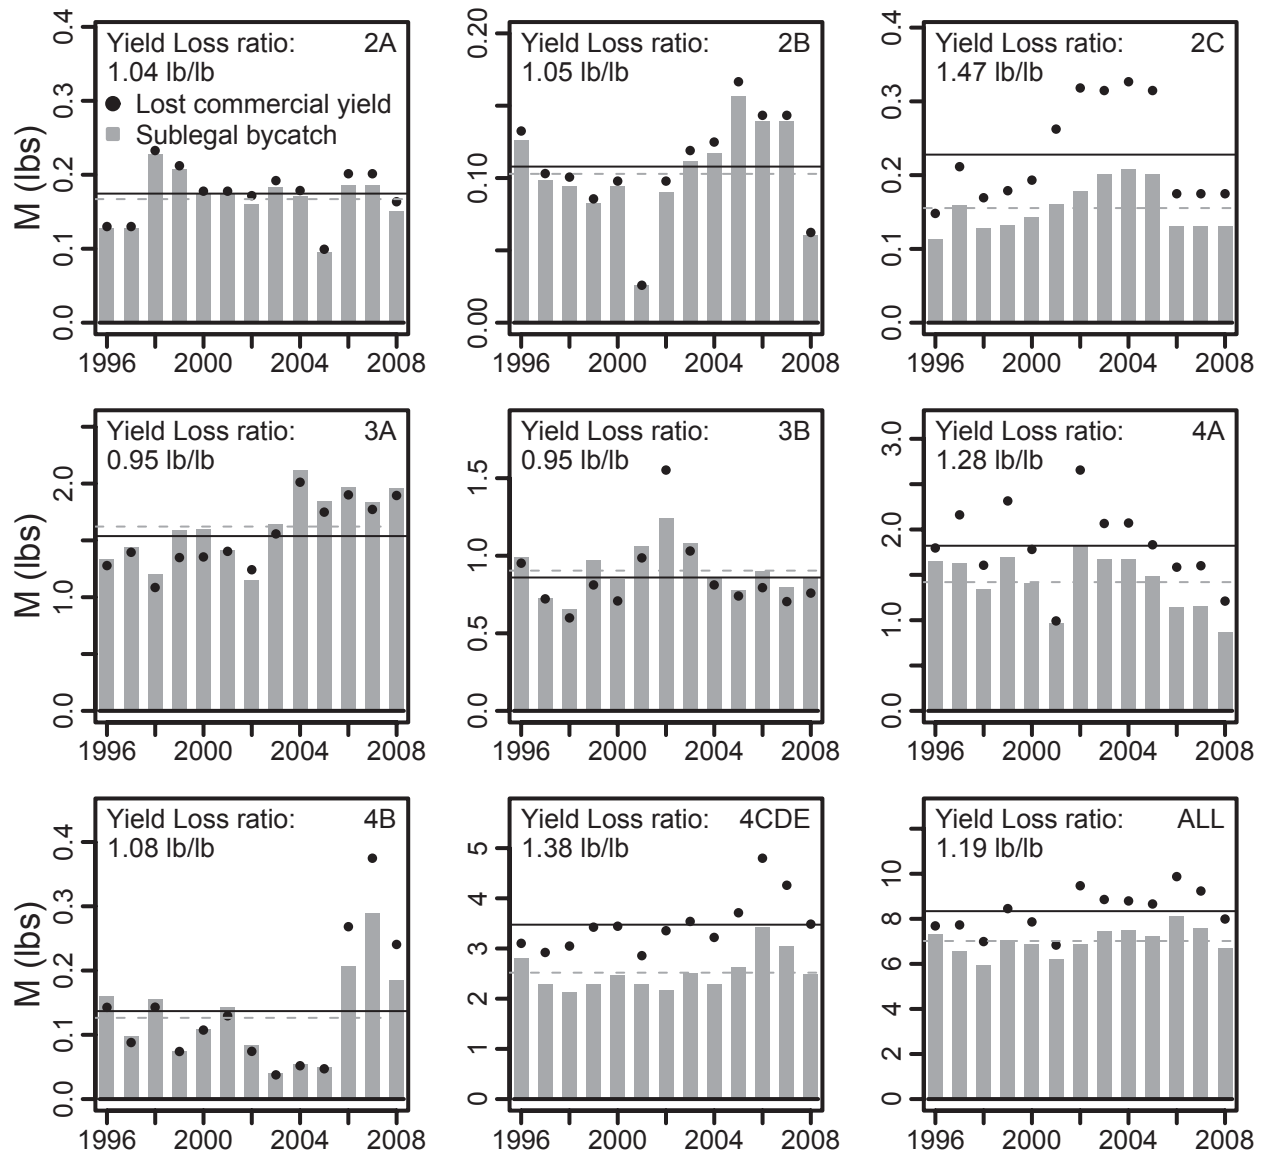 Yield Loss ratio: 2A
1.04 lb/lb
Lost commercial yield
Sublegal bycatch
M (lbs)
0.4
0.3
0.2
0.1
0.0
1996 2000 2004 2008
Yield Loss ratio: 2B
1.05 lb/lb
0.20
0.10
0.00
1996 2000 2004 2008
Yield Loss ratio: 2C
1.47 lb/lb
0.4
0.3
0.2
0.1
0.0
1996 2000 2004 2008
Yield Loss ratio: 3A
0.95 lb/lb
M (lbs)
2.0
1.0
0.0
1996 2000 2004 2008
Yield Loss ratio: 3B
0.95 lb/lb
1.5
1.0
0.5
0.0
1996 2000 2004 2008
Yield Loss ratio: 4A
1.28 lb/lb
3.0
2.0
1.0
0.0
1996 2000 2004 2008
Yield Loss ratio: 4B
1.08 lb/lb
M (lbs)
0.4
0.3
0.2
0.1
0.0
1996 2000 2004 2008
Yield Loss ratio: 4CDE
1.38 lb/lb
5
4
3
2
1
0
1996 2000 2004 2008
Yield Loss ratio: ALL
1.19 lb/lb
10
8
6
4
2
0
1996 2000 2004 2008